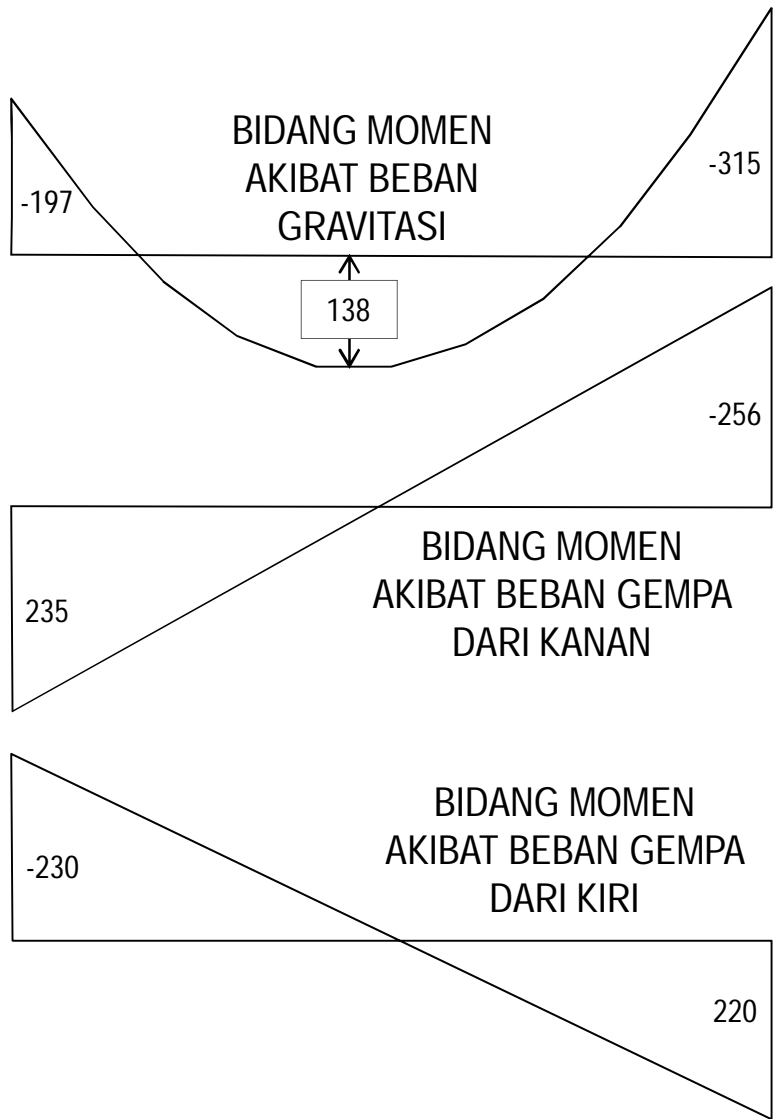 BIDANG MOMEN
AKIBAT BEBAN
GRAVITASI
-197
-315
138
-256
BIDANG MOMEN
AKIBAT BEBAN GEMPA
DARI KANAN
235
BIDANG MOMEN
AKIBAT BEBAN GEMPA
DARI KIRI
-230
220